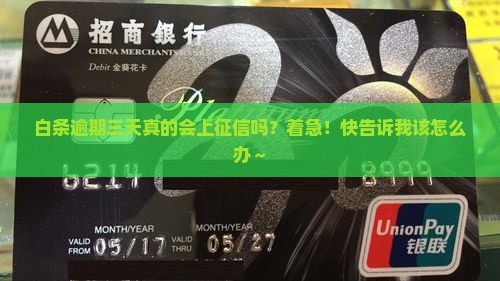 招商银行
CHINA MERCHANTS BANK
Debit 金葵花卡
Platinum
白条逾期三天真的会上征信吗？着急！快告诉我该怎么
办～
6214 8999
MONTH/YEAR MONTH/YEAR
VALID FROM 05/17 VALID THRU 05/27
UnionPay
银联